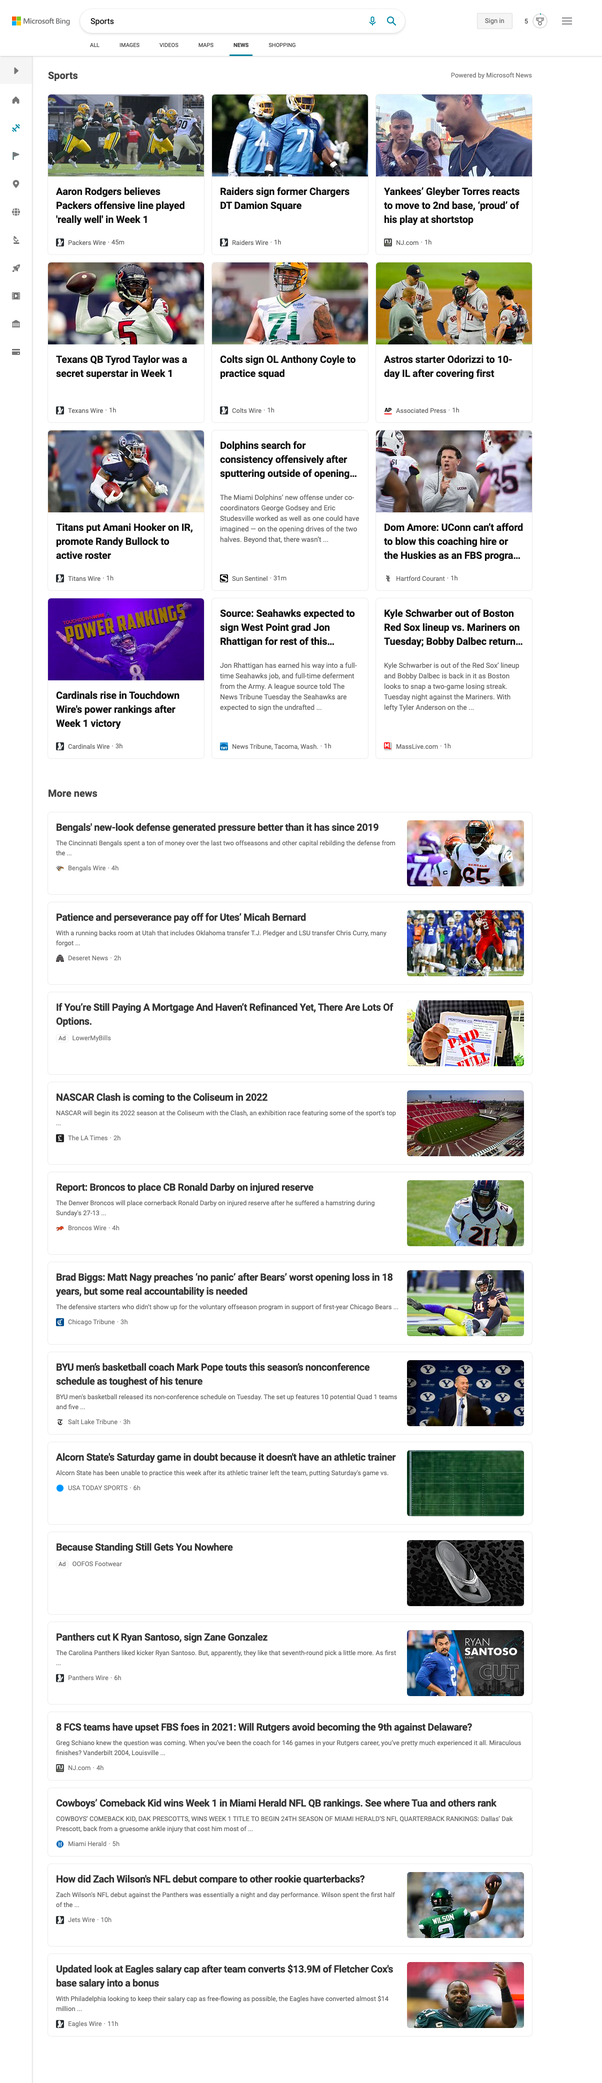 Microsoft Bing
Sports
Sign in
5
ALL
IMAGES
VIDEOS
MAPS
NEWS
SHOPPING
Sports
Powered by Microsoft News
Aaron Rodgers believes
Packers offensive line played
'really well' in Week 1
Packers Wire · 45m
Raiders sign former Chargers
DT Damion Square
Raiders Wire · 1h
Yankees' Gleyber Torres reacts
to move to 2nd base, 'proud' of
his play at shortstop
NJ.com · 1h
Texans QB Tyrod Taylor was a
secret superstar in Week 1
Texans Wire · 1h
Colts sign OL Anthony Coyle to
practice squad
Colts Wire · 1h
Astros starter Odorizzi to 10-
day IL after covering first
AP Associated Press · 1h
Titans put Amani Hooker on IR,
promote Randy Bullock to
active roster
Titans Wire · 1h
Dolphins search for
consistency offensively after
sputtering outside of opening...
The Miami Dolphins' new offense under co-
coordinators George Godsey and Eric
Studesville worked as well as one could have
imagined — on the opening drives of the two
halves. Beyond that, there wasn't ...
Sun Sentinel · 31m
Dom Amore: UConn can't afford
to blow this coaching hire or
the Huskies as an FBS progra...
Hartford Courant · 1h
POWER RANKINGS
Cardinals rise in Touchdown
Wire's power rankings after
Week 1 victory
Cardinals Wire · 3h
Source: Seahawks expected to
sign West Point grad Jon
Rhattigan for rest of this...
Jon Rhattigan has earned his way into a full-
time Seahawks job, and full-time deferment
from the Army. A league source told The
News Tribune Tuesday the Seahawks are
expected to sign the undrafted ...
News Tribune, Tacoma, Wash. · 1h
Kyle Schwarber out of Boston
Red Sox lineup vs. Mariners on
Tuesday; Bobby Dalbec return...
Kyle Schwarber is out of the Red Sox' lineup
and Bobby Dalbec is back in it as Boston
looks to snap a two-game losing streak.
Tuesday night against the Mariners. With
lefty Tyler Anderson on the ...
MassLive.com · 1h
More news
Bengals' new-look defense generated pressure better than it has since 2019
The Cincinnati Bengals spent a ton of money over the last two offseasons and other capital rebilding the defense from
the ...
Bengals Wire · 4h
Patience and perseverance pay off for Utes' Micah Bernard
With a running backs room at Utah that includes Oklahoma transfer T.J. Pledger and LSU transfer Chris Curry, many
forgot ...
Deseret News · 2h
If You're Still Paying A Mortgage And Haven't Refinanced Yet, There Are Lots Of
Options.
Ad LowerMyBills
PAID
IN
FULL
NASCAR Clash is coming to the Coliseum in 2022
NASCAR will begin its 2022 season at the Coliseum with the Clash, an exhibition race featuring some of the sport's top
...
The LA Times · 2h
Report: Broncos to place CB Ronald Darby on injured reserve
The Denver Broncos will place cornerback Ronald Darby on injured reserve after he suffered a hamstring during
Sunday's 27-13 ...
Broncos Wire · 4h
21
Brad Biggs: Matt Nagy preaches 'no panic' after Bears' worst opening loss in 18
years, but some real accountability is needed
The defensive starters who didn't show up for the voluntary offseason program in support of first-year Chicago Bears ...
Chicago Tribune · 3h
BYU men's basketball coach Mark Pope touts this season's nonconference
schedule as toughest of his tenure
BYU men's basketball released its non-conference schedule on Tuesday. The set up features 10 potential Quad 1 teams
and five ...
Salt Lake Tribune · 3h
Alcorn State's Saturday game in doubt because it doesn't have an athletic trainer
Alcorn State has been unable to practice this week after its athletic trainer left the team, putting Saturday's game vs.
USA TODAY SPORTS · 6h
Because Standing Still Gets You Nowhere
Ad OOFOS Footwear
Panthers cut K Ryan Santoso, sign Zane Gonzalez
The Carolina Panthers liked kicker Ryan Santoso. But, apparently, they like that seventh-round pick a little more. As first
...
Panthers Wire · 6h
RYAN
SANTOSO
CUT
8 FCS teams have upset FBS foes in 2021: Will Rutgers avoid becoming the 9th against Delaware?
Greg Schiano knew the question was coming. When you've been the coach for 146 games in your Rutgers career, you've pretty much experienced it all. Miraculous
finishes? Vanderbilt 2004, Louisville ...
NJ.com · 4h
Cowboys' Comeback Kid wins Week 1 in Miami Herald NFL QB rankings. See where Tua and others rank
COWBOYS' COMEBACK KID, DAK PRESCOTTS, WINS WEEK 1 TITLE TO BEGIN 24TH SEASON OF MIAMI HERALD'S NFL QUARTERBACK RANKINGS: Dallas' Dak
Prescott, back from a gruesome ankle injury that cost him most of ...
Miami Herald · 5h
How did Zach Wilson's NFL debut compare to other rookie quarterbacks?
Zach Wilson's NFL debut against the Panthers was essentially a night and day performance. Wilson spent the first half
of the ...
Jets Wire · 10h
WILSON
2
Updated look at Eagles salary cap after team converts $13.9M of Fletcher Cox's
base salary into a bonus
With Philadelphia looking to keep their salary cap as free-flowing as possible, the Eagles have converted almost $14
million ...
Eagles Wire · 11h